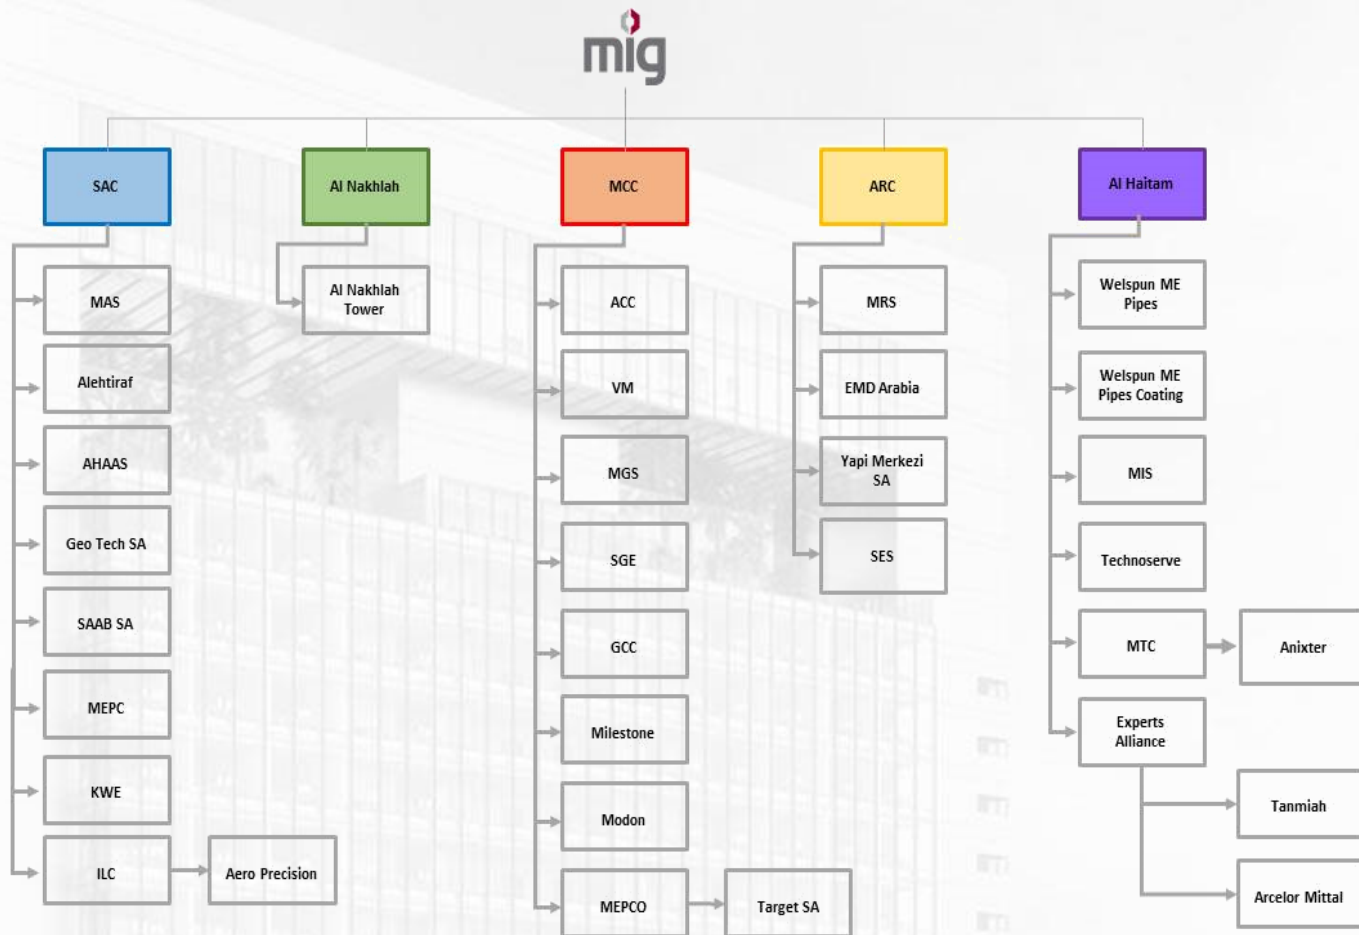 mig
SAC
Al Nakhlah
MCC
ARC
Al Haitam
MAS
Alehtiraf
AHAAS
Geo Tech SA
SAAB SA
MEPC
KWE
ILC
Aero Precision
Al Nakhlah
Tower
ACC
VM
MGS
SGE
GCC
Milestone
Modon
MEPCO
Target SA
MRS
EMD Arabia
Yapi Merkezi
SA
SES
Welspun ME
Pipes
Welspun ME
Pipes Coating
MIS
Technoserve
MTC
Anixter
Experts
Alliance
Tanmiah
Arcelor Mittal